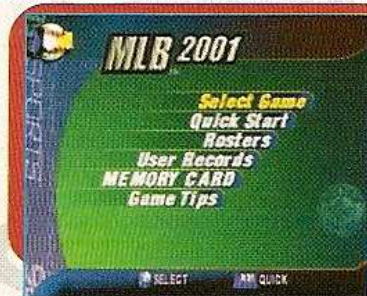 MLB 2001
Select Game
Quick Start
Rosters
User Records
MEMORY CARD
Game Tips
SELECT
QUICK